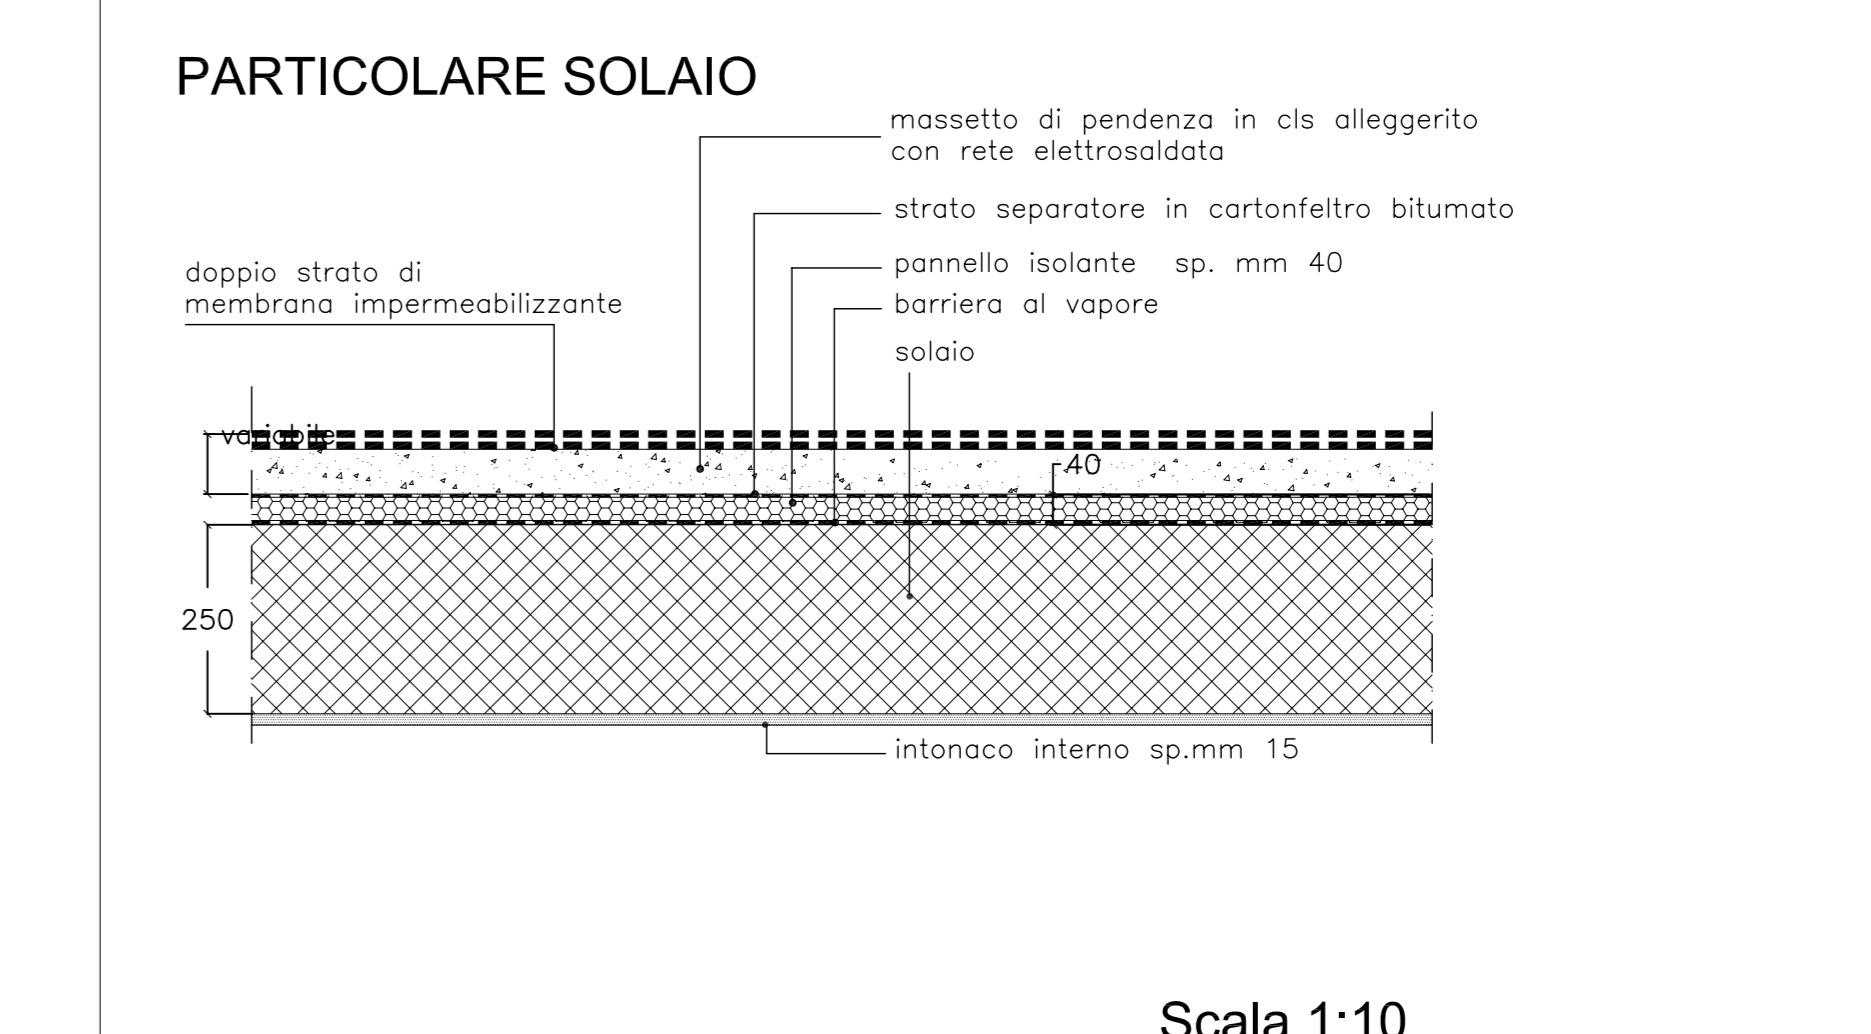 PARTICOLARE SOLAIO
massetto di pendenza in cls alleggerito
con rete elettrosaldata
strato separatore in cartonfeltro bitumato
pannello isolante sp. mm 40
barriera al vapore
solaio
doppio strato di
membrana impermeabilizzante
variabile
40
250
intonaco interno sp.mm 15
Scala 1:10